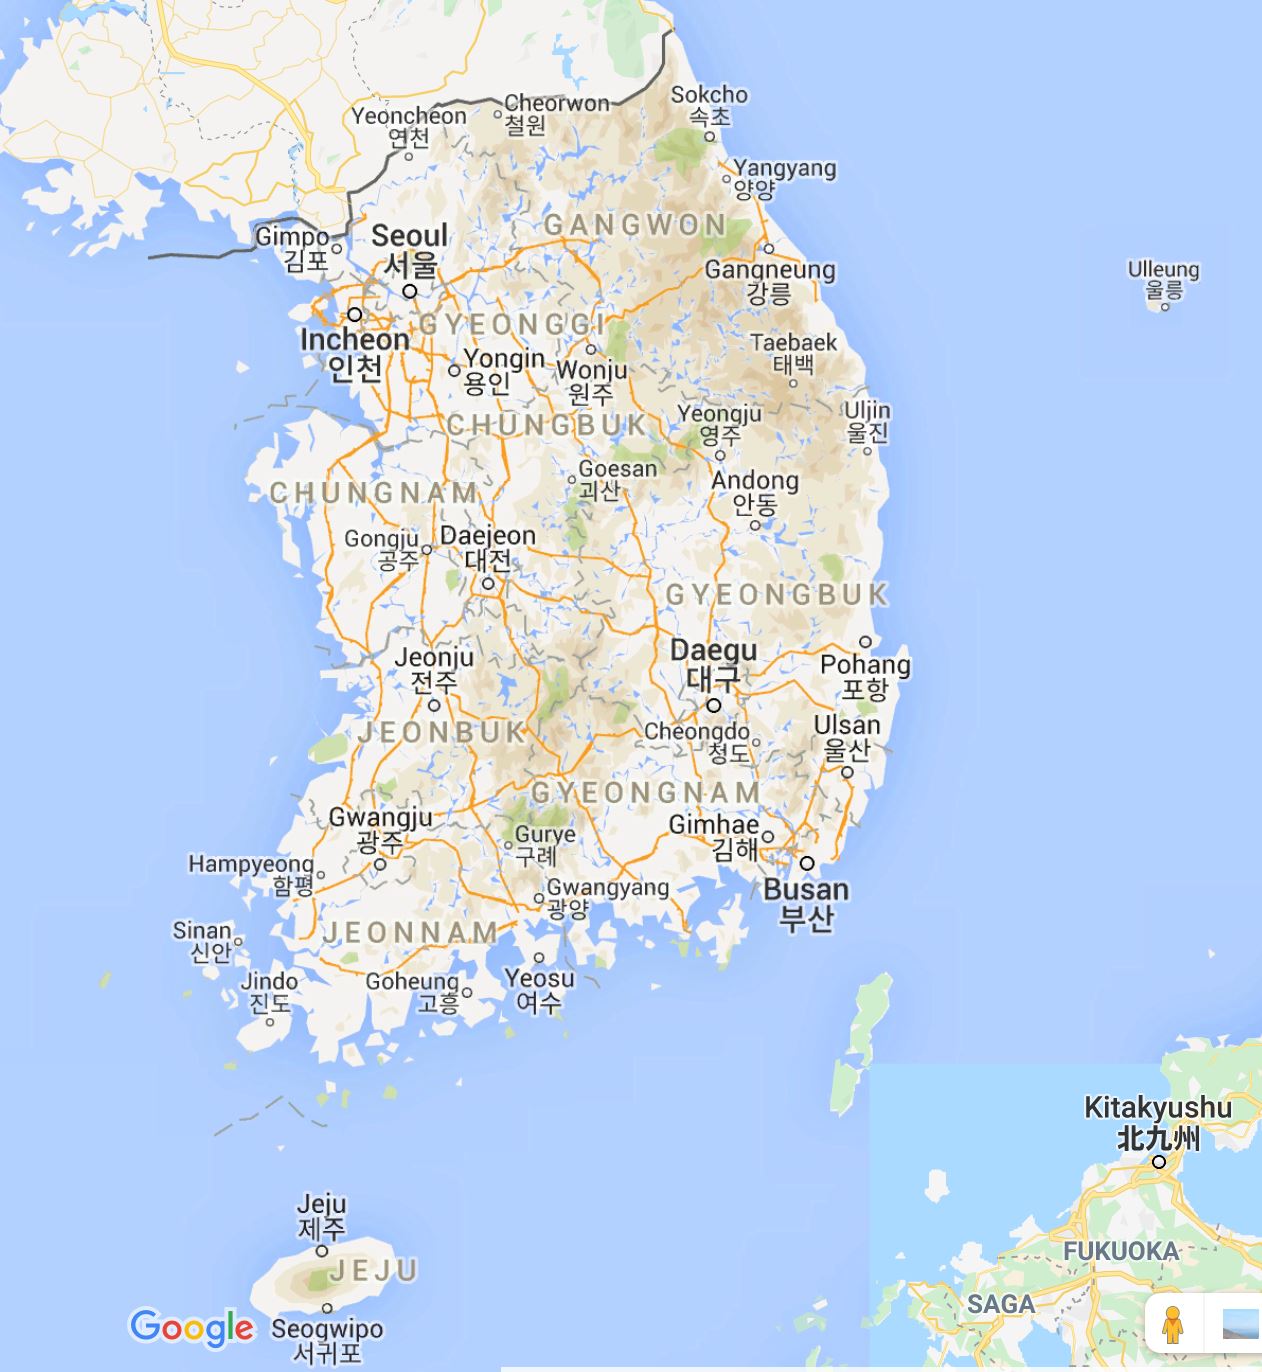 Sokcho
속초
Cheorwon
철원
Yeoncheon
연천
Yangyang
양양
GANGWON
Gimpo
김포
Seoul
서울
Gangneung
강릉
Ulleung
울릉
Incheon
인천
GYEONGGI
Yongin
용인
Wonju
원주
Taebaek
태백
CHUNGBUK
Yeongju
영주
Uljin
울진
Goesan
괴산
Andong
안동
CHUNGNAM
Gongju
공주
Daejeon
대전
GYEONGBUK
Daegu
대구
Pohang
포항
Jeonju
전주
JEONBUK
Cheongdo
청도
Ulsan
울산
GYEONGNAM
Gwangju
광주
Gurye
구례
Gimhae
김해
Hampyeong
함평
Gwangyang
광양
Busan
부산
Sinan
신안
JEONNAM
Jindo
진도
Goheung
고흥
Yeosu
여수
Kitakyushu
北九州
Jeju
제주
JEJU
FUKUOKA
SAGA
Google
Seogwipo
서귀포